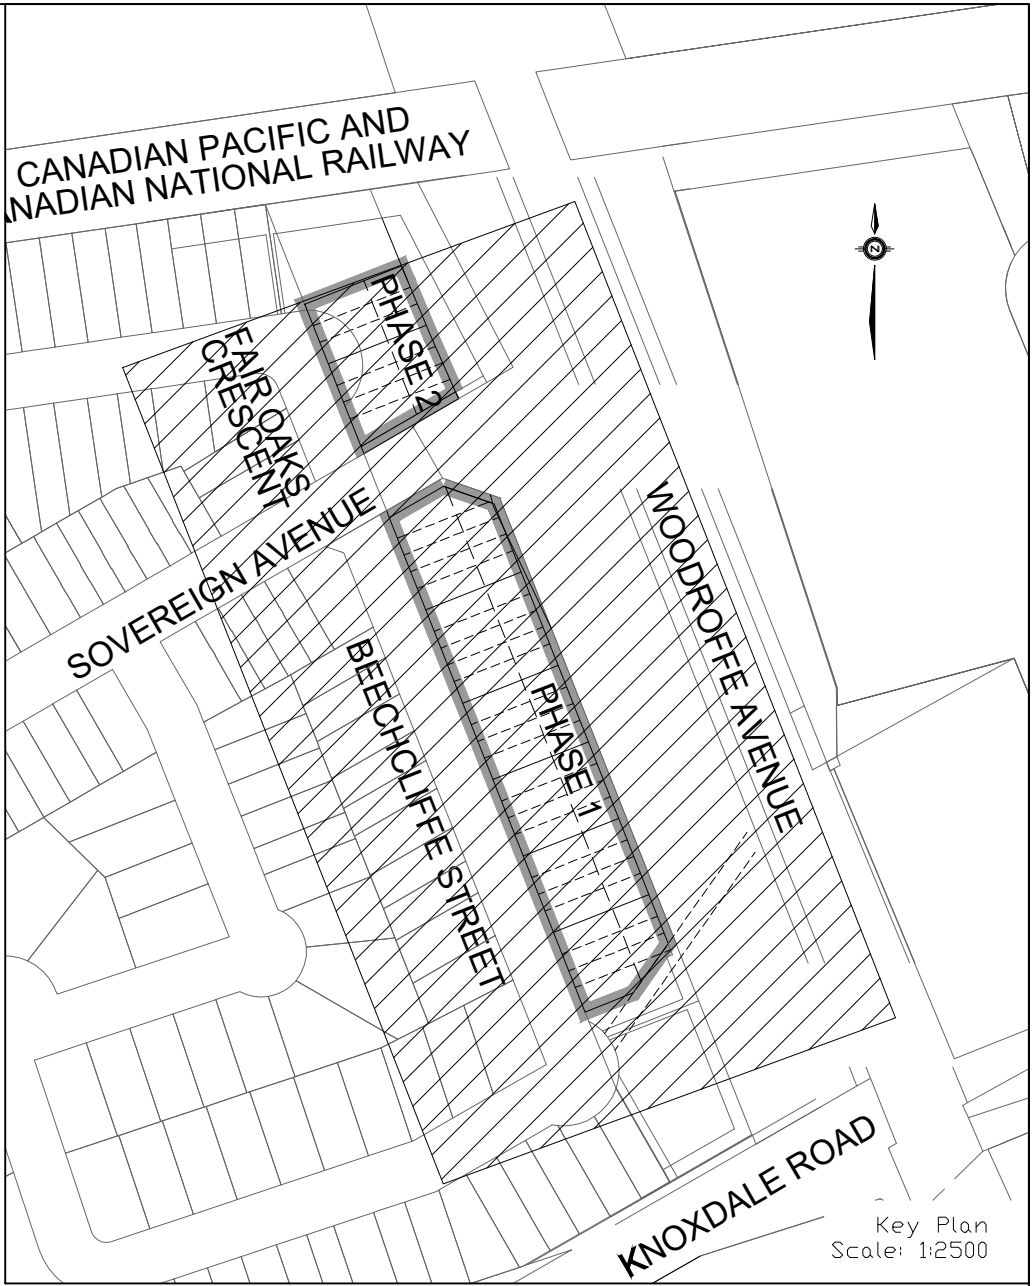 CANADIAN PACIFIC AND
ANADIAN NATIONAL RAILWAY
N
PHASE 2
FAIR OAKS
CRESCENT
SOVEREIGN AVENUE
WOODROFFE AVENUE
BEECHCLIFFE STREET
PHASE 1
KNOXDALE ROAD
Key Plan
Scale: 1:2500